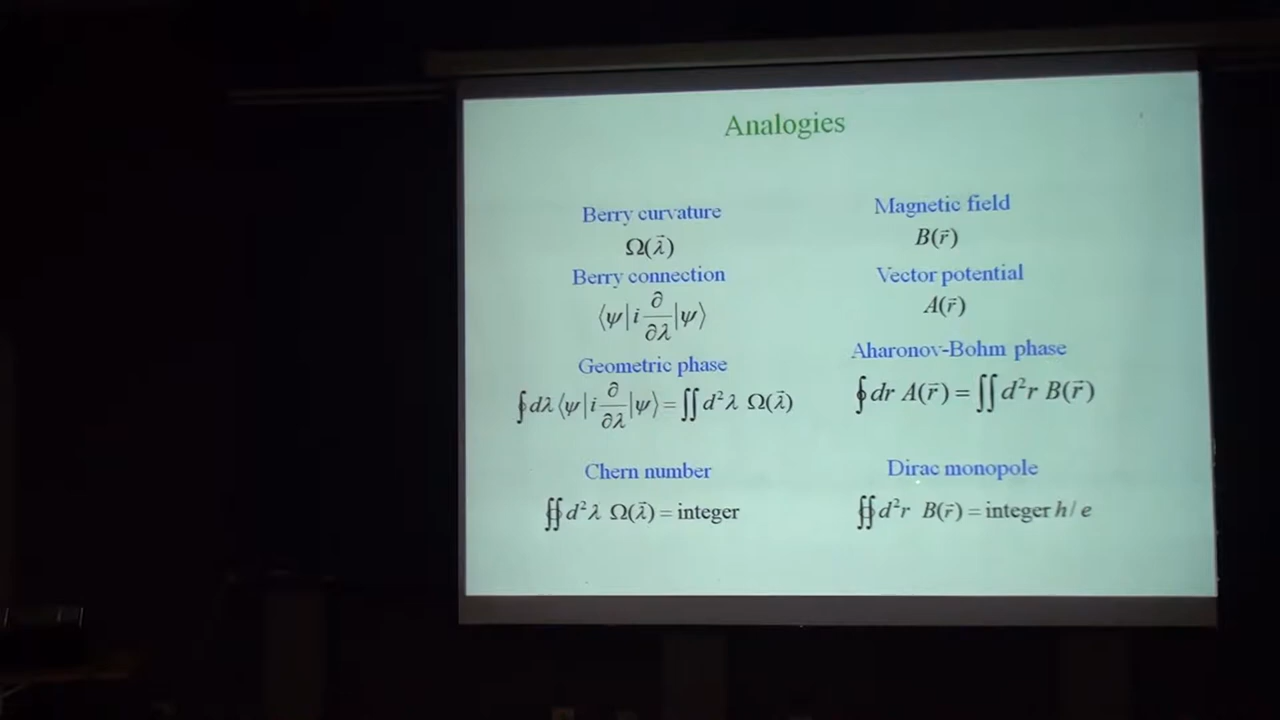 Analogies
Berry curvature
Ω(λ⃗)
Berry connection
⟨ψ|i ∂/∂λ |ψ⟩
Geometric phase
∮dλ⟨ψ|i ∂/∂λ |ψ⟩=∬d²λ Ω(λ⃗)
Chern number
∯d²λ Ω(λ⃗)=integer
Magnetic field
B(r⃗)
Vector potential
A(r⃗)
Aharonov-Bohm phase
∮dr A(r⃗)=∬d²r B(r⃗)
Dirac monopole
∯d²r B(r⃗)=integer h/e